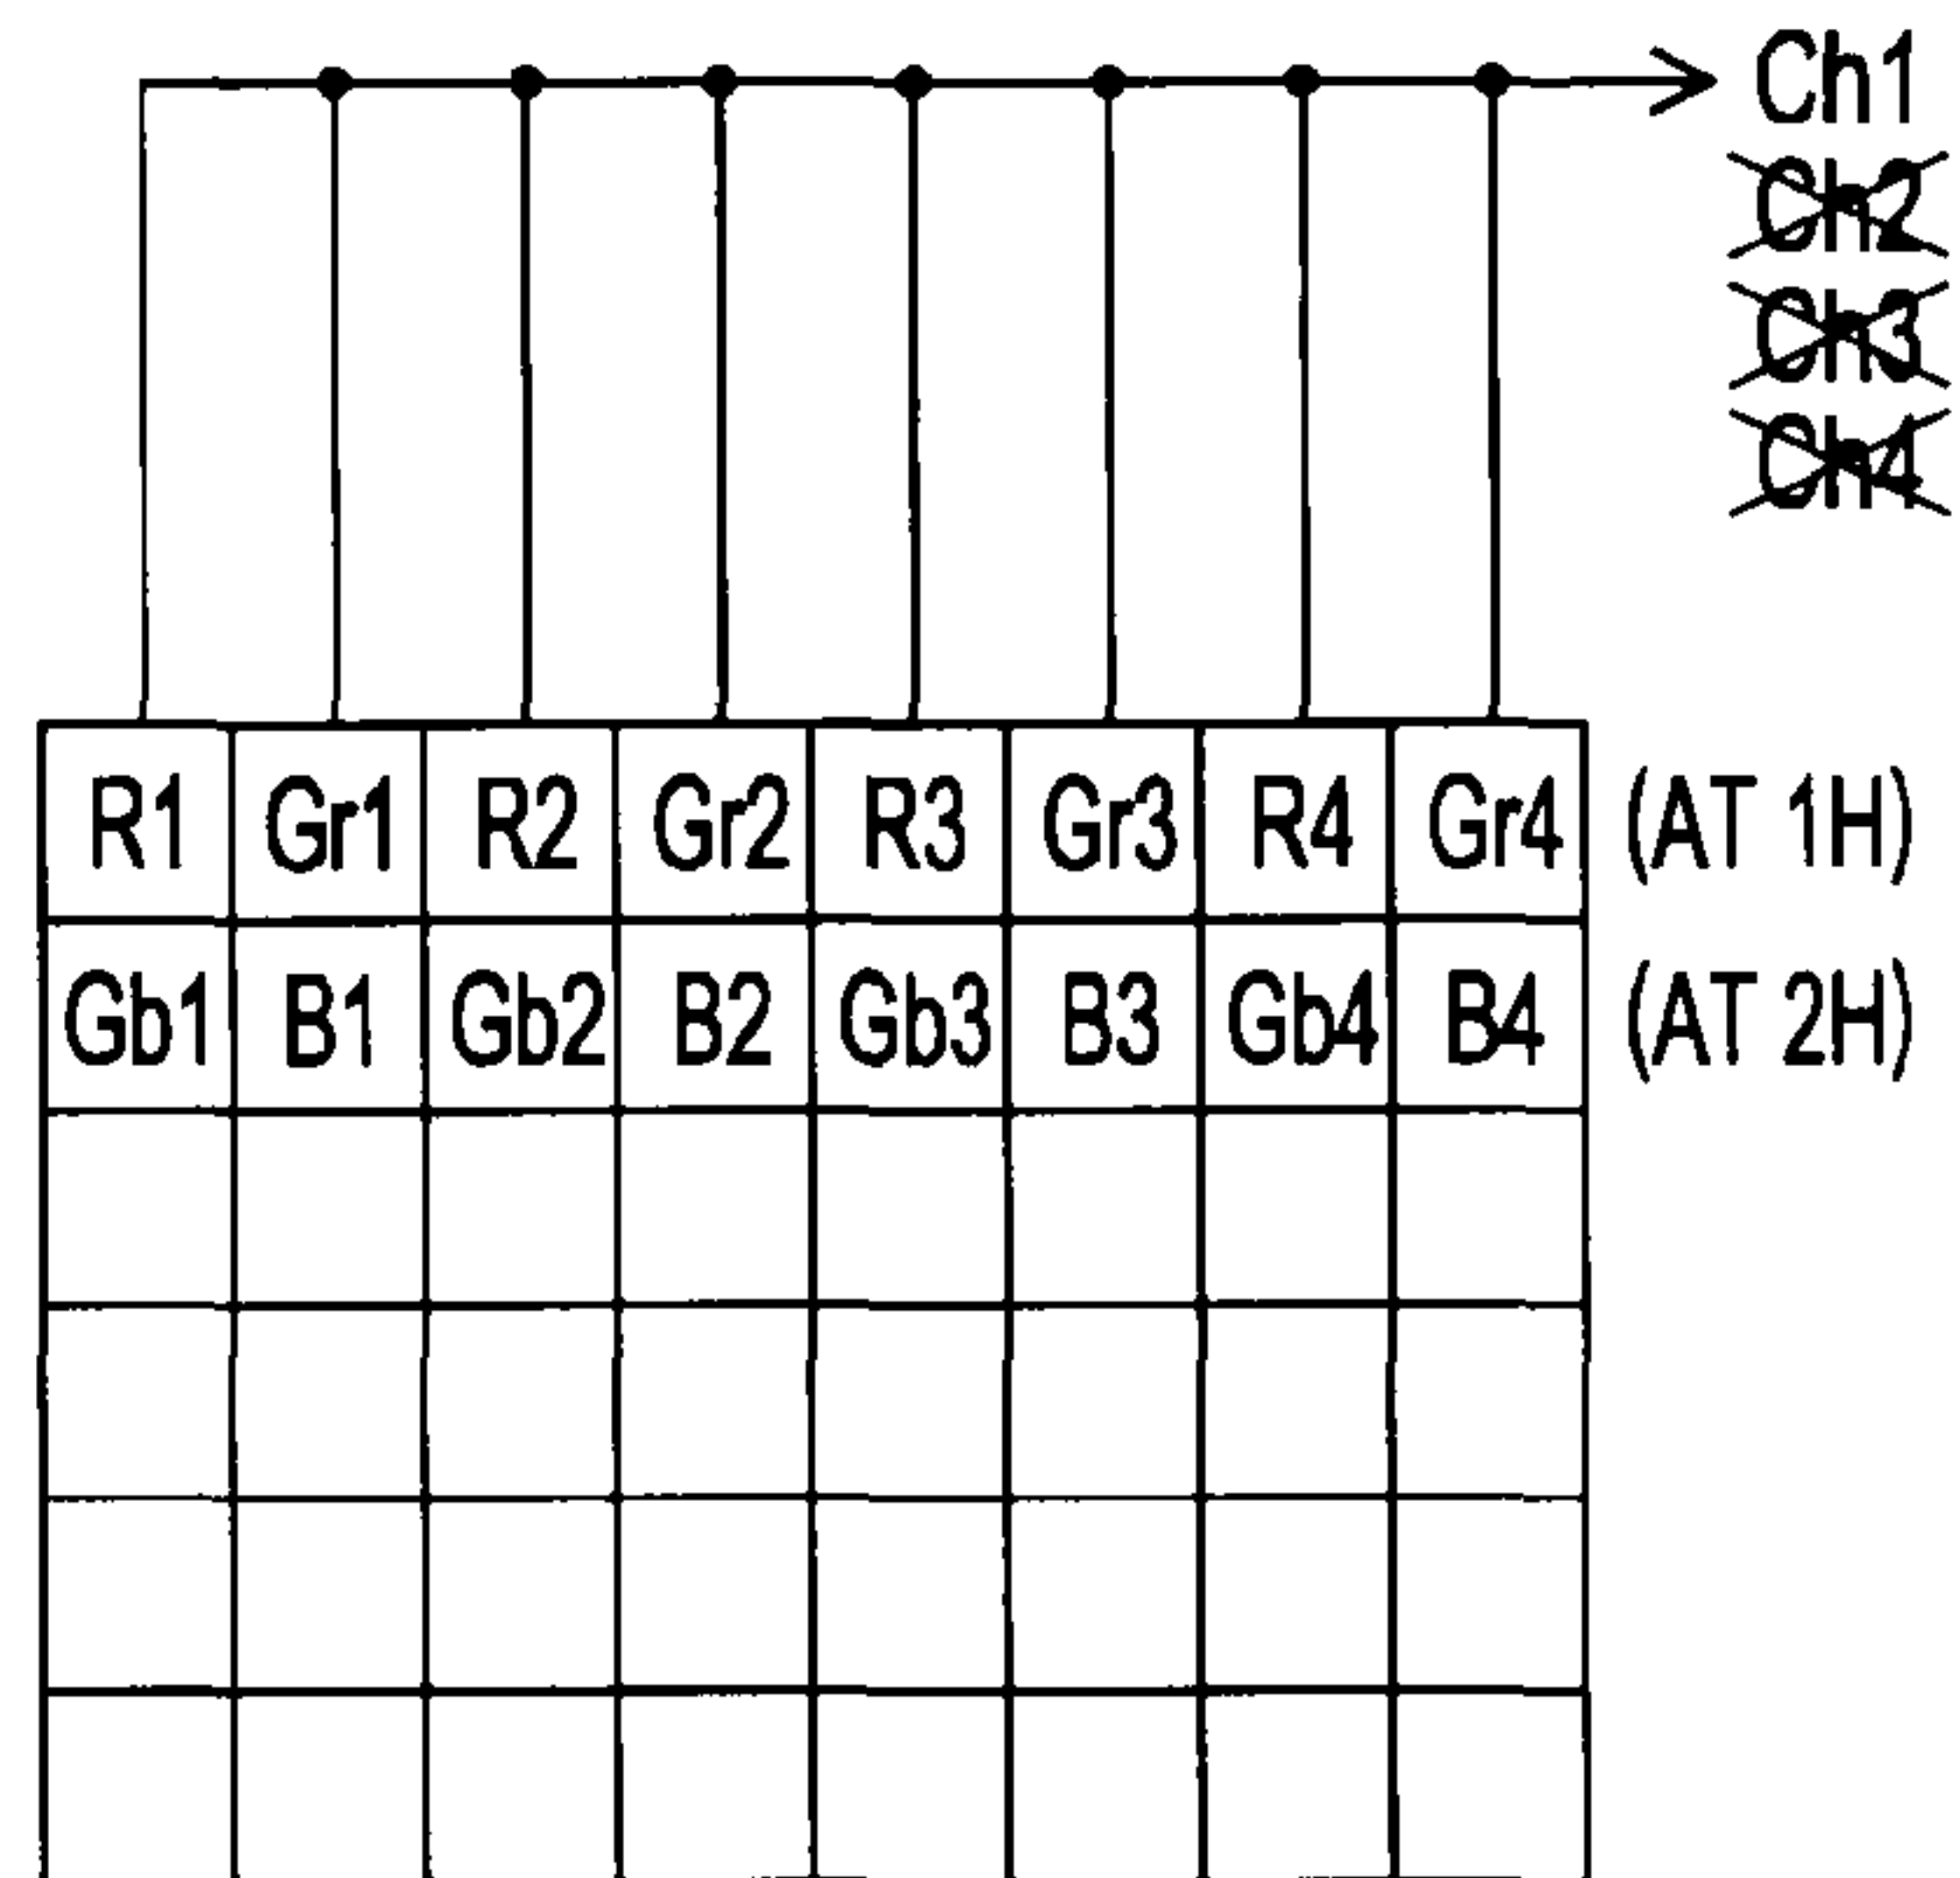 Ch1
Ch2
Ch3
Ch4
R1 Gr1 R2 Gr2 R3 Gr3 R4 Gr4 (AT 1H)
Gb1 B1 Gb2 B2 Gb3 B3 Gb4 B4 (AT 2H)